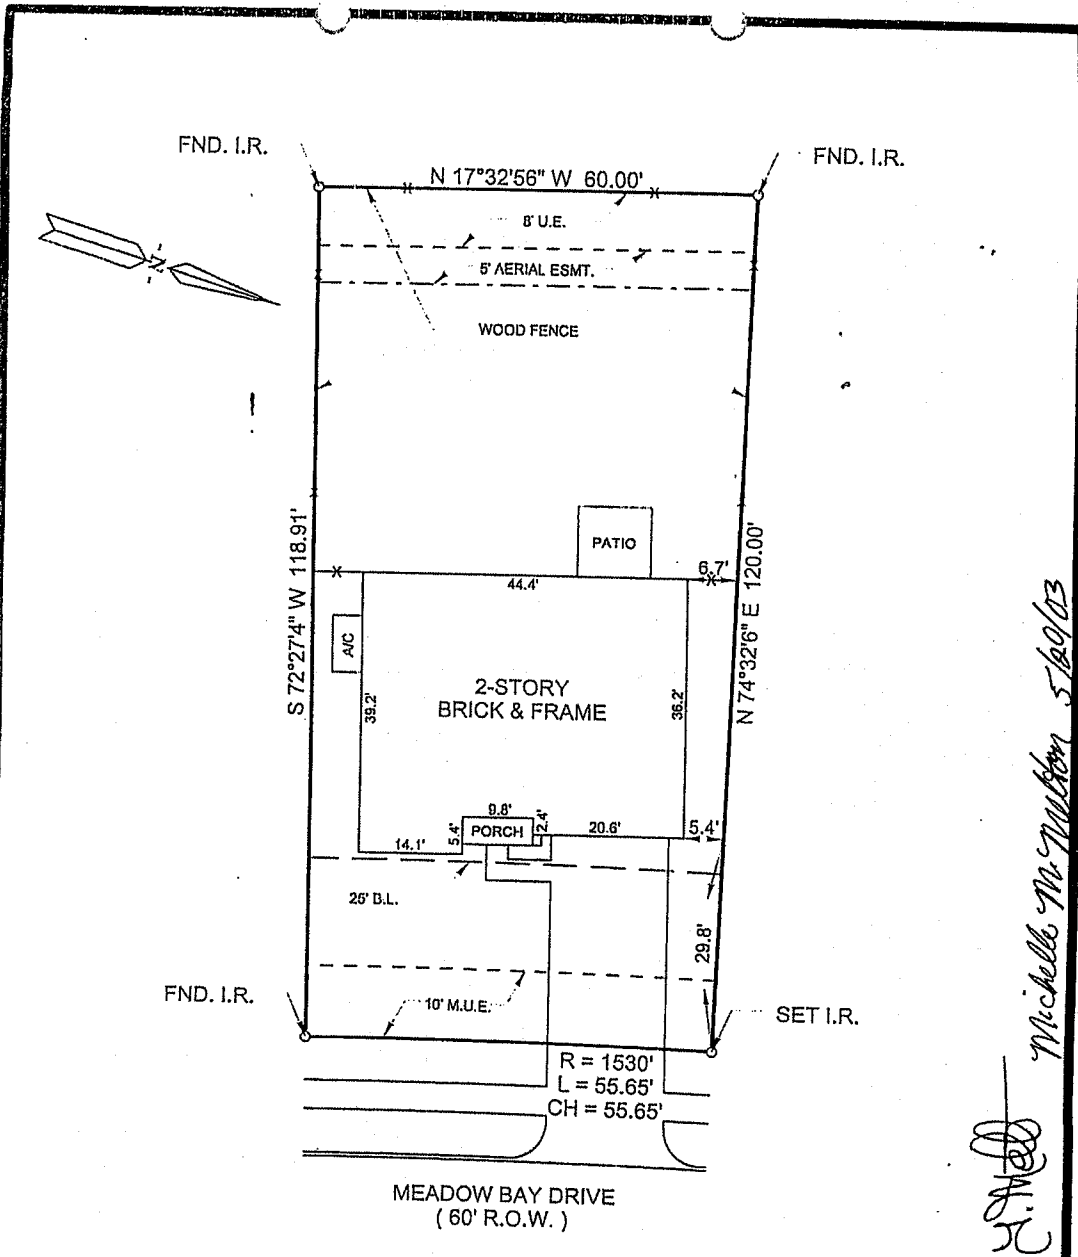 FND. I.R.
FND. I.R.
N 17°32'56" W 60.00'
8' U.E.
5' AERIAL ESMT.
N
WOOD FENCE
S 72°27'4" W 118.91'
N 74°32'6" E 120.00'
PATIO
6.7'
44.4'
A/C
39.2'
36.2'
2-STORY
BRICK & FRAME
9.8'
PORCH
5.4'
2.4'
20.6'
5.4'
14.1'
25' B.L.
29.8'
FND. I.R.
10' M.U.E.
SET I.R.
R = 1530'
L = 55.65'
CH = 55.65'
MEADOW BAY DRIVE
( 60' R.O.W. )
Michelle M. Melton 5/20/03